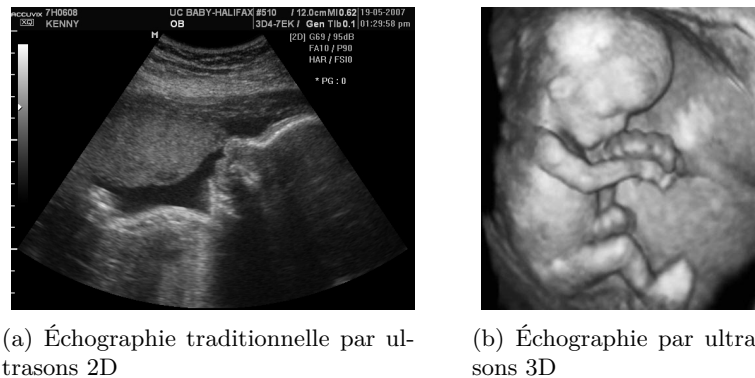 ACCUVIX 7H0608 UC BABY-HALIFAX #510 / 12.0cm MI 0.62 19-05-2007
XQ KENNY OB 3D4-7EK / Gen TIb 0.1 01:29:58 pm
M
[2D] G69 / 95dB
FA10 / P90
HAR / FSI0
* PG : 0
(a) Échographie traditionnelle par ul-
trasons 2D
(b) Échographie par ultra
sons 3D